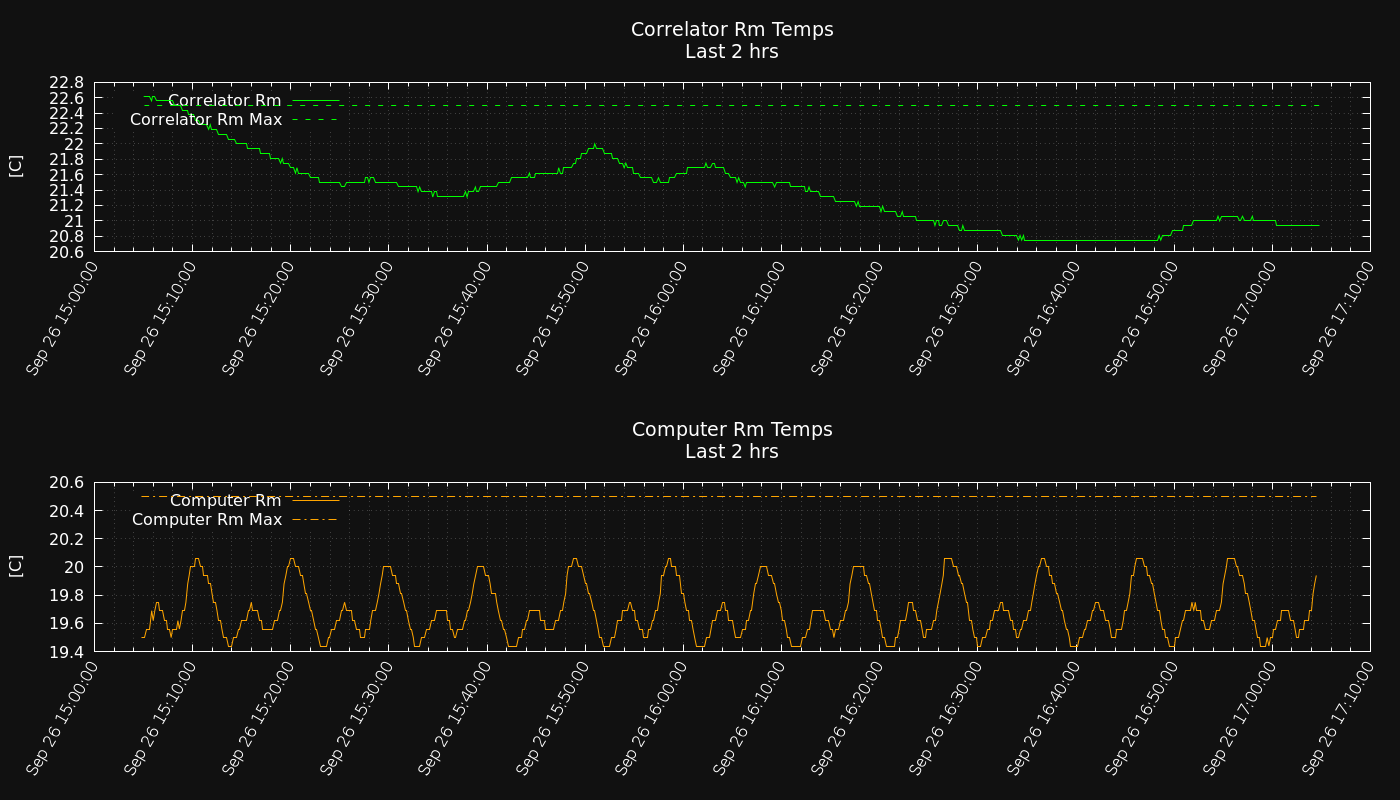 Correlator Rm Temps
Last 2 hrs
22.8
22.6
22.4
22.2
22
21.8
21.6
21.4
21.2
21
20.8
20.6
[C]
Correlator Rm
Correlator Rm Max
Sep 26 15:00:00
Sep 26 15:10:00
Sep 26 15:20:00
Sep 26 15:30:00
Sep 26 15:40:00
Sep 26 15:50:00
Sep 26 16:00:00
Sep 26 16:10:00
Sep 26 16:20:00
Sep 26 16:30:00
Sep 26 16:40:00
Sep 26 16:50:00
Sep 26 17:00:00
Sep 26 17:10:00
Computer Rm Temps
Last 2 hrs
20.6
20.4
20.2
20
19.8
19.6
19.4
[C]
Computer Rm
Computer Rm Max
Sep 26 15:00:00
Sep 26 15:10:00
Sep 26 15:20:00
Sep 26 15:30:00
Sep 26 15:40:00
Sep 26 15:50:00
Sep 26 16:00:00
Sep 26 16:10:00
Sep 26 16:20:00
Sep 26 16:30:00
Sep 26 16:40:00
Sep 26 16:50:00
Sep 26 17:00:00
Sep 26 17:10:00